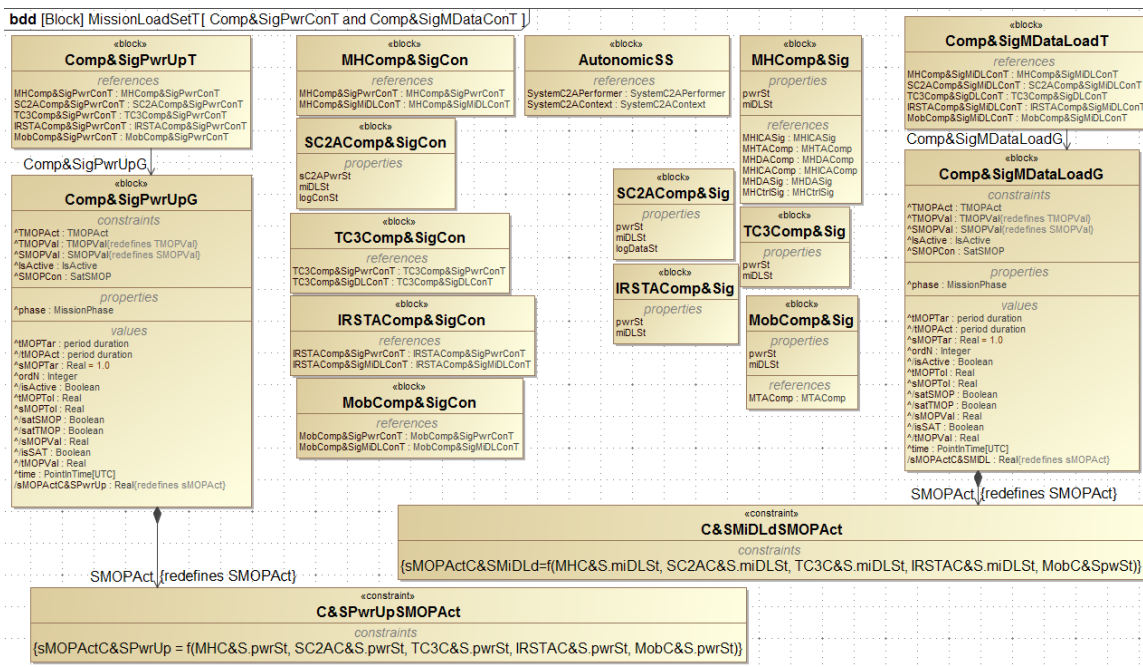 bdd [Block] MissionLoadSetT[ Comp&SigPwrConT and Comp&SigMDataConT ]
«block»
Comp&SigPwrUpT
references
MHComp&SigPwrConT : MHComp&SigPwrConT
SC2AComp&SigPwrConT : SC2AComp&SigPwrConT
TC3Comp&SigPwrConT : TC3Comp&SigPwrConT
IRSTAComp&SigPwrConT : IRSTAComp&SigPwrConT
MobComp&SigPwrConT : MobComp&SigPwrConT
Comp&SigPwrUpG
«block»
Comp&SigPwrUpG
constraints
^TMOPAct : TMOPAct
^TMOPVal : TMOPVal{redefines TMOPVal}
^SMOPVal : SMOPVal{redefines SMOPVal}
^IsActive : IsActive
^SMOPCon : SatSMOP
properties
^phase : MissionPhase
values
^tMOPTar : period duration
^/tMOPAct : period duration
^sMOPTar : Real = 1.0
^ordN : Integer
^/isActive : Boolean
^tMOPTol : Real
^sMOPTol : Real
^/satSMOP : Boolean
^/satTMOP : Boolean
^/sMOPVal : Real
^/isSAT : Boolean
^/tMOPVal : Real
^time : PointInTime[UTC]
/sMOPActC&SPwrUp : Real{redefines sMOPAct}
SMOPAct {redefines SMOPAct}
«constraint»
C&SPwrUpSMOPAct
constraints
{sMOPActC&SPwrUp = f(MHC&S.pwrSt, SC2AC&S.pwrSt, TC3C&S.pwrSt, IRSTAC&S.pwrSt, MobC&S.pwrSt)}
«block»
MHComp&SigCon
references
MHComp&SigPwrConT : MHComp&SigPwrConT
MHComp&SigMiDLConT : MHComp&SigMiDLConT
«block»
SC2AComp&SigCon
properties
sC2APwrSt
miDLSt
logConSt
«block»
TC3Comp&SigCon
references
TC3Comp&SigPwrConT : TC3Comp&SigPwrConT
TC3Comp&SigDLConT : TC3Comp&SigDLConT
«block»
IRSTAComp&SigCon
references
IRSTAComp&SigPwrConT : IRSTAComp&SigPwrConT
IRSTAComp&SigMiDLConT : IRSTAComp&SigMiDLConT
«block»
MobComp&SigCon
references
MobComp&SigPwrConT : MobComp&SigPwrConT
MobComp&SigMiDLConT : MobComp&SigMiDLConT
«block»
AutonomicSS
references
SystemC2APerformer : SystemC2APerformer
SystemC2AContext : SystemC2AContext
«block»
SC2AComp&Sig
properties
pwrSt
miDLSt
logDataSt
«block»
IRSTAComp&Sig
properties
pwrSt
miDLSt
«block»
MHComp&Sig
properties
pwrSt
miDLSt
references
MHICASig : MHICASig
MHTAComp : MHTAComp
MHDAComp : MHDAComp
MHICAComp : MHICAComp
MHDASig : MHDASig
MHCtrlSig : MHCtrlSig
«block»
TC3Comp&Sig
properties
pwrSt
miDLSt
«block»
MobComp&Sig
properties
pwrSt
miDLSt
references
MTAComp : MTAComp
«block»
Comp&SigMDataLoadT
references
MHComp&SigMiDLConT : MHComp&SigMiDLConT
SC2AComp&SigMiDLConT : SC2AComp&SigMiDLConT
TC3Comp&SigDLConT : TC3Comp&SigDLConT
IRSTAComp&SigMiDLConT : IRSTAComp&SigMiDLConT
MobComp&SigMiDLConT : MobComp&SigMiDLConT
Comp&SigMDataLoadG
«block»
Comp&SigMDataLoadG
constraints
^TMOPAct : TMOPAct
^TMOPVal : TMOPVal{redefines TMOPVal}
^SMOPVal : SMOPVal{redefines SMOPVal}
^IsActive : IsActive
^SMOPCon : SatSMOP
properties
^phase : MissionPhase
values
^tMOPTar : period duration
^/tMOPAct : period duration
^sMOPTar : Real = 1.0
^ordN : Integer
^/isActive : Boolean
^tMOPTol : Real
^sMOPTol : Real
^/satSMOP : Boolean
^/satTMOP : Boolean
^/sMOPVal : Real
^/isSAT : Boolean
^/tMOPVal : Real
^time : PointInTime[UTC]
/sMOPActC&SMiDL : Real{redefines sMOPAct}
SMOPAct {redefines SMOPAct}
«constraint»
C&SMiDLdSMOPAct
constraints
{sMOPActC&SMiDLd=f(MHC&S.miDLSt, SC2AC&S.miDLSt, TC3C&S.miDLSt, IRSTAC&S.miDLSt, MobC&SpwSt)}